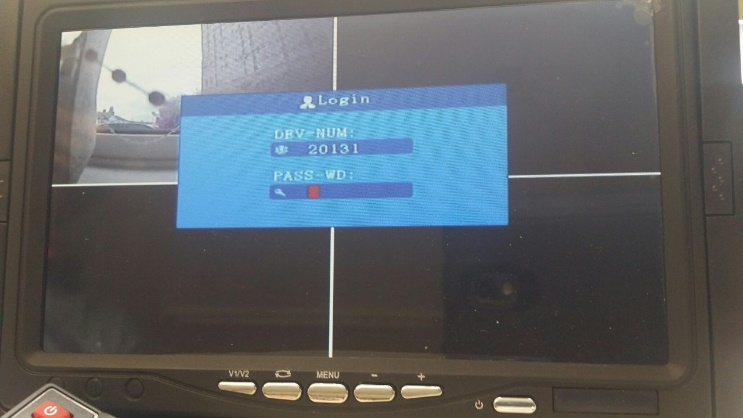 Login
DEV-NUM:
20131
PASS-WD:
V1/V2
MENU
-
+